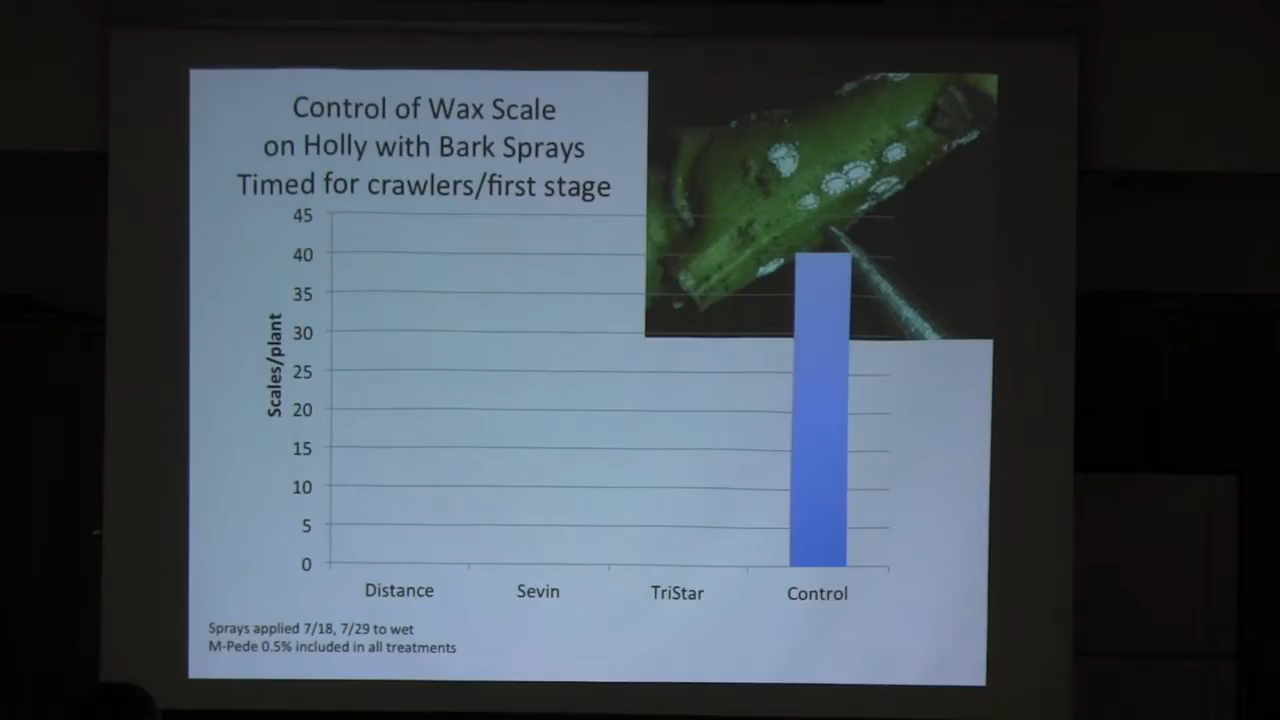 Control of Wax Scale
on Holly with Bark Sprays
Timed for crawlers/first stage
45
40
35
30
25
20
15
10
5
0
Scales/plant
Distance Sevin TriStar Control
Sprays applied 7/18, 7/29 to wet
M-Pede 0.5% included in all treatments